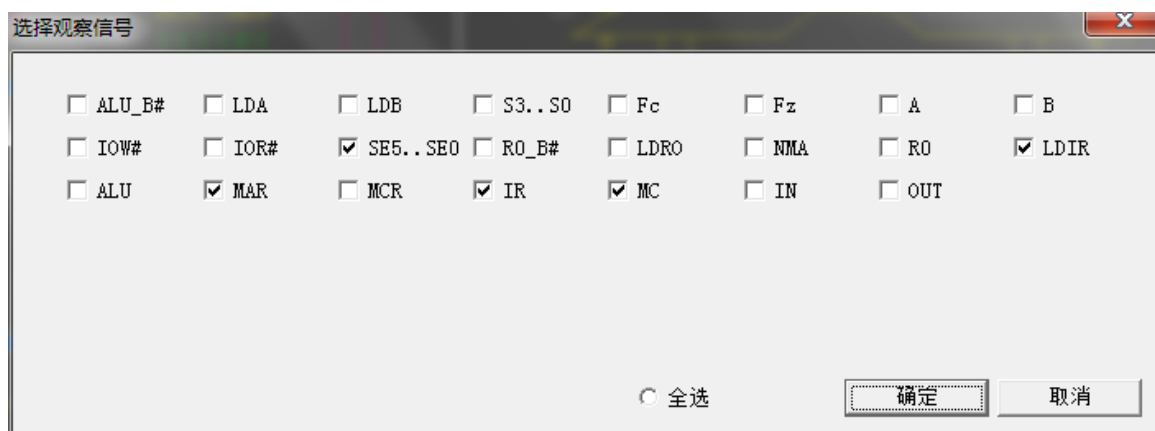 选择观察信号
ALU_B# LDA LDB S3..S0 Fc Fz A B
IOW# IOR# SE5..SE0 R0_B# LDR0 NMA R0 LDIR
ALU MAR MCR IR MC IN OUT
全选 确定 取消